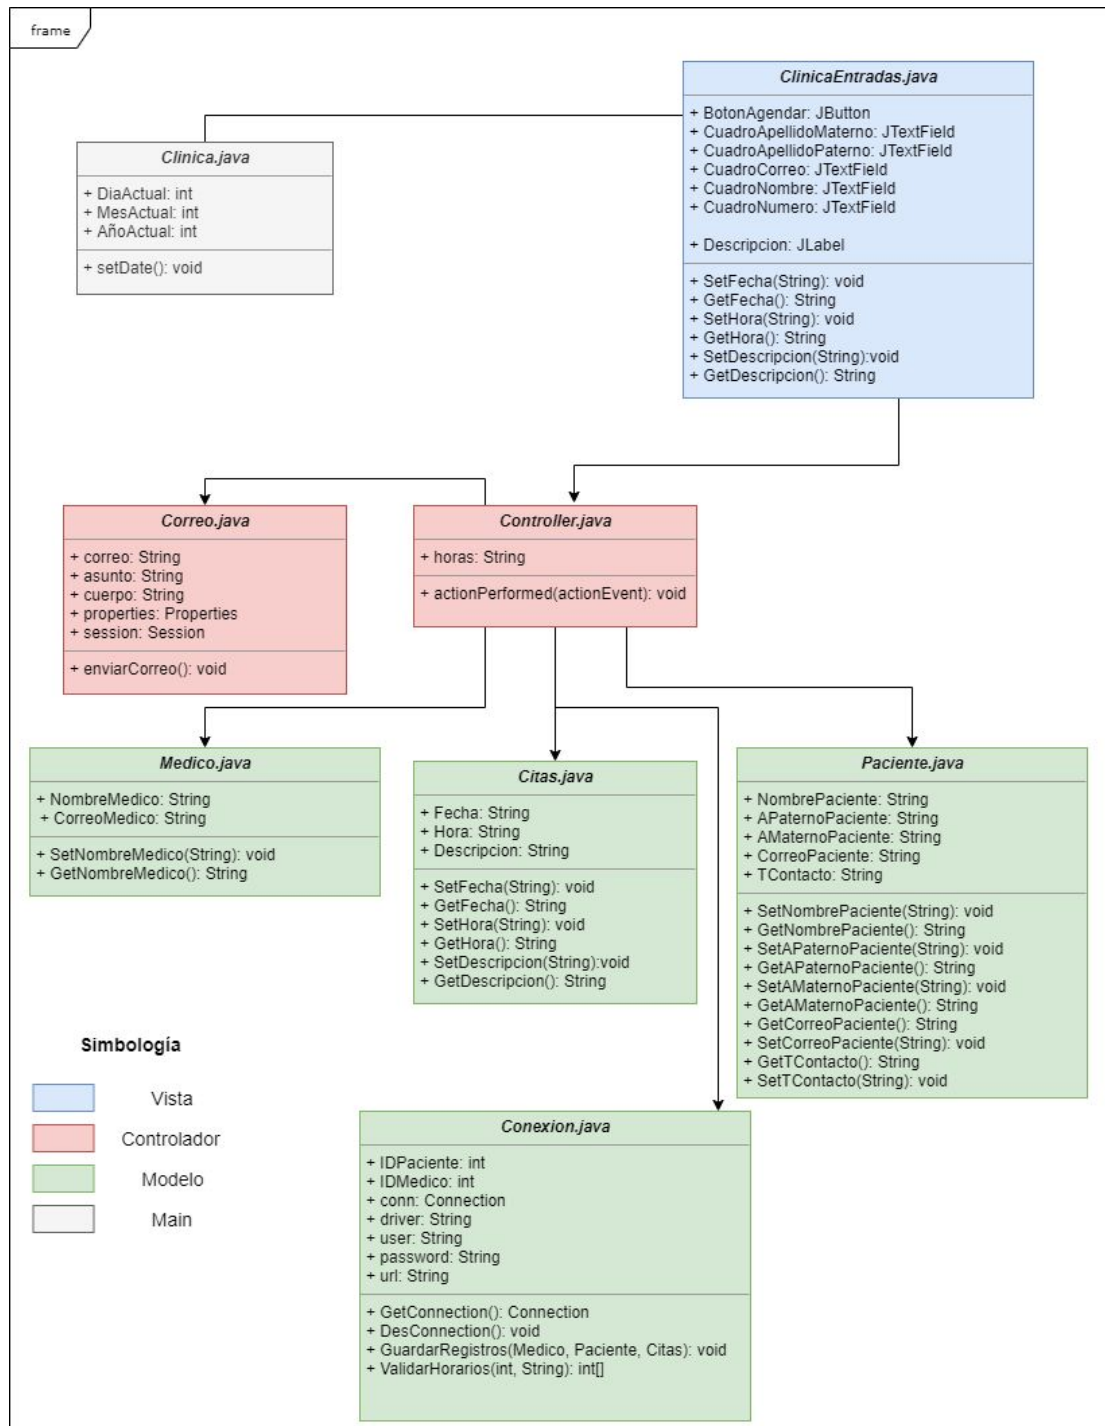 frame
ClinicaEntradas.java
+ BotonAgendar: JButton
+ CuadroApellidoMaterno: JTextField
+ CuadroApellidoPaterno: JTextField
+ CuadroCorreo: JTextField
+ CuadroNombre: JTextField
+ CuadroNumero: JTextField
+ Descripcion: JLabel
+ SetFecha(String): void
+ GetFecha(): String
+ SetHora(String): void
+ GetHora(): String
+ SetDescripcion(String):void
+ GetDescripcion(): String
Clinica.java
+ DiaActual: int
+ MesActual: int
+ AñoActual: int
+ setDate(): void
Correo.java
+ correo: String
+ asunto: String
+ cuerpo: String
+ properties: Properties
+ session: Session
+ enviarCorreo(): void
Controller.java
+ horas: String
+ actionPerformed(actionEvent): void
Medico.java
+ NombreMedico: String
+ CorreoMedico: String
+ SetNombreMedico(String): void
+ GetNombreMedico(): String
Citas.java
+ Fecha: String
+ Hora: String
+ Descripcion: String
+ SetFecha(String): void
+ GetFecha(): String
+ SetHora(String): void
+ GetHora(): String
+ SetDescripcion(String):void
+ GetDescripcion(): String
Paciente.java
+ NombrePaciente: String
+ APaternoPaciente: String
+ AMaternoPaciente: String
+ CorreoPaciente: String
+ TContacto: String
+ SetNombrePaciente(String): void
+ GetNombrePaciente(): String
+ SetAPaternoPaciente(String): void
+ GetAPaternoPaciente(): String
+ SetAMaternoPaciente(String): void
+ GetAMaternoPaciente(): String
+ GetCorreoPaciente(): String
+ SetCorreoPaciente(String): void
+ GetTContacto(): String
+ SetTContacto(String): void
Simbología
Vista
Controlador
Modelo
Main
Conexion.java
+ IDPaciente: int
+ IDMedico: int
+ conn: Connection
+ driver: String
+ user: String
+ password: String
+ url: String
+ GetConnection(): Connection
+ DesConnection(): void
+ GuardarRegistros(Medico, Paciente, Citas): void
+ ValidarHorarios(int, String): int[]